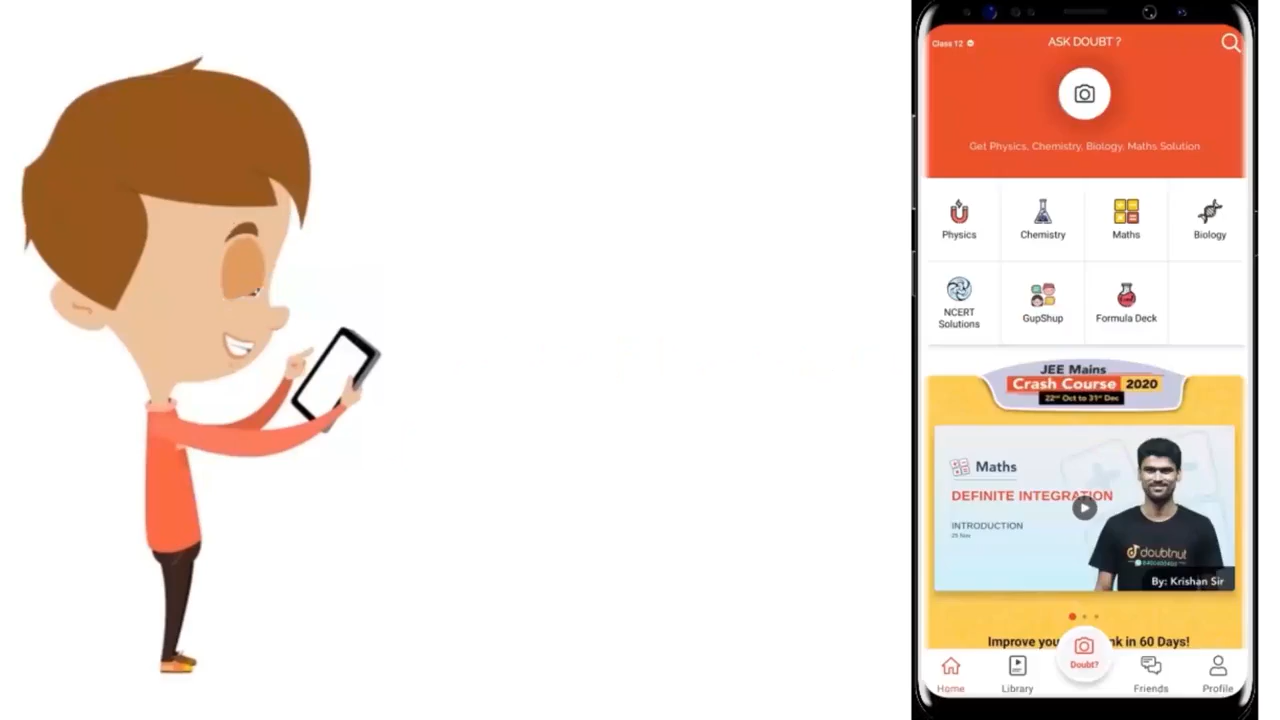 Class 12
ASK DOUBT ?
Get Physics, Chemistry, Biology, Maths Solution
Physics
Chemistry
Maths
Biology
NCERT
Solutions
GupShup
Formula Deck
JEE Mains
Crash Course 2020
22nd Oct to 31st Dec
Maths
DEFINITE INTEGRATION
INTRODUCTION
doubtnut
By: Krishan Sir
Improve you nk in 60 Days!
Doubt?
Home
Library
Friends
Profile